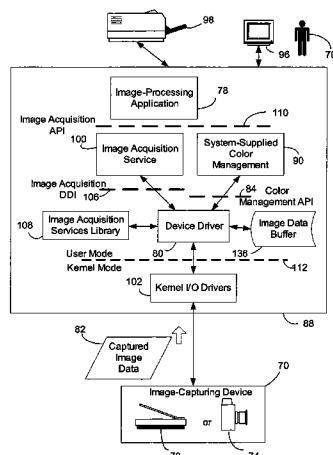 98
96
76
Image-Processing
Application
78
110
Image Acquisition
API
100
Image Acquisition
Service
System-Supplied
Color
Management
90
Image Acquisition
DDI
106
84
Color
Management API
108
Image Acquisition
Services Library
Device Driver
80
Image Data
Buffer
136
User Mode
Kernel Mode
112
102
Kernel I/O Drivers
88
82
Captured
Image
Data
70
Image-Capturing Device
or
72
74